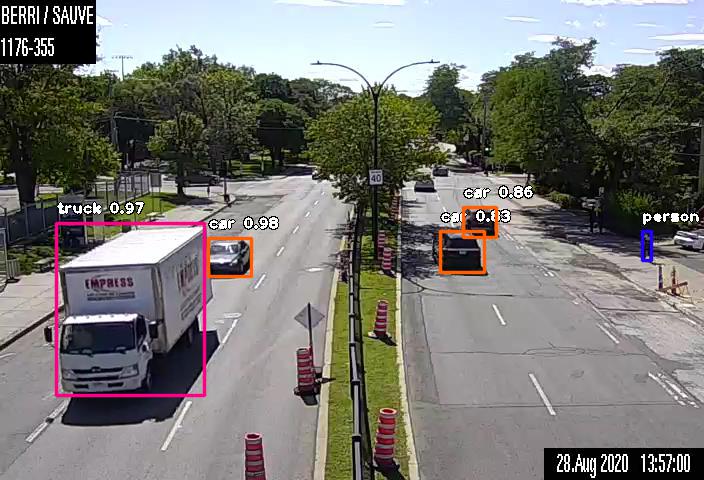 BERRI / SAUVE
1176-355
car 0.86
truck 0.97
car 0.98
car 0.83
person
40
EMPRESS
28.Aug 2020 13:57:00